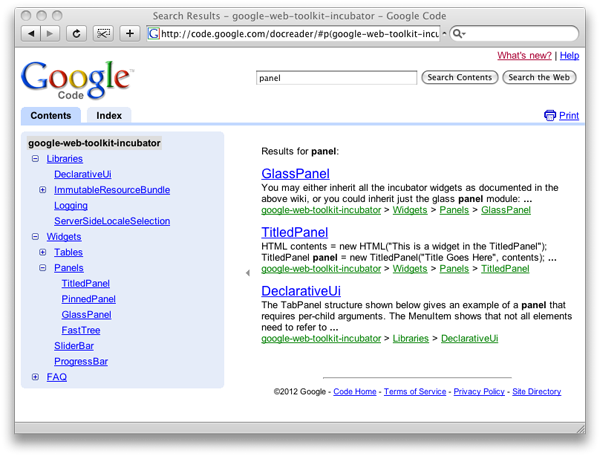 Search Results - google-web-toolkit-incubator - Google Code
http://code.google.com/docreader/#p(google-web-toolkit-incu
What's new? | Help
Google Code
panel
Search Contents
Search the Web
Contents
Index
Print
google-web-toolkit-incubator
Libraries
DeclarativeUi
ImmutableResourceBundle
Logging
ServerSideLocaleSelection
Widgets
Tables
Panels
TitledPanel
PinnedPanel
GlassPanel
FastTree
SliderBar
ProgressBar
FAQ
Results for panel:
GlassPanel
You may either inherit all the incubator widgets as documented in the
above wiki, or you could inherit just the glass panel module: ...
google-web-toolkit-incubator > Widgets > Panels > GlassPanel
TitledPanel
HTML contents = new HTML("This is a widget in the TitledPanel");
TitledPanel panel = new TitledPanel("Title Goes Here", contents); ...
google-web-toolkit-incubator > Widgets > Panels > TitledPanel
DeclarativeUi
The TabPanel structure shown below gives an example of a panel that
requires per-child arguments. The MenuItem shows that not all elements
need to refer to ...
google-web-toolkit-incubator > Libraries > DeclarativeUi
©2012 Google - Code Home - Terms of Service - Privacy Policy - Site Directory